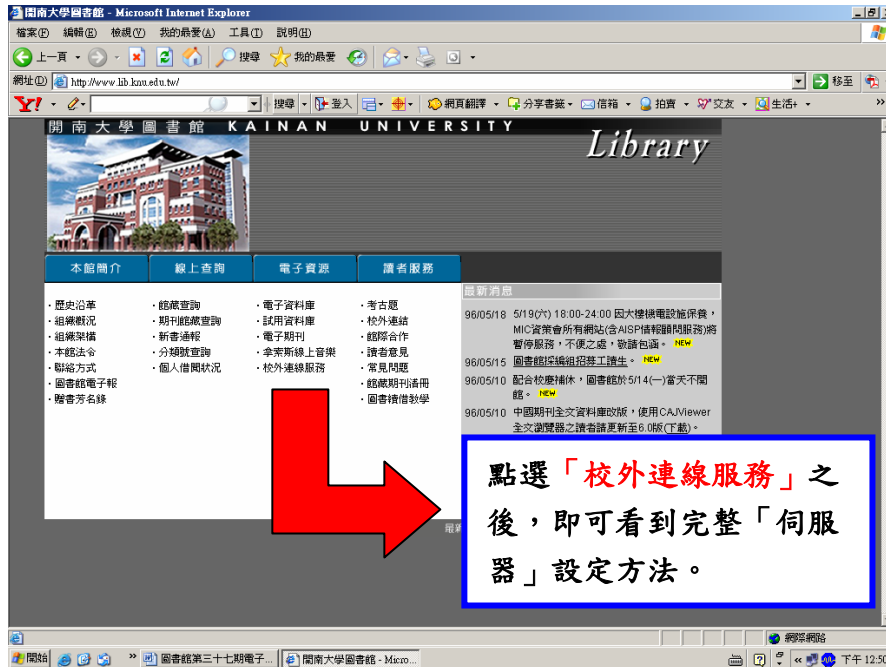 開南大學圖書館 - Microsoft Internet Explorer
檔案(F) 編輯(E) 檢視(V) 我的最愛(A) 工具(T) 說明(H)
上一頁 搜尋 我的最愛
網址(D) http://www.lib.knu.edu.tw/ 移至
Y! 搜尋 登入 網頁翻譯 分享書籤 信箱 拍賣 交友 生活+ »
開南大學圖書館 KAINAN UNIVERSITY
Library
本館簡介 線上查詢 電子資源 讀者服務
最新消息
‧歷史沿革 ‧館藏查詢 ‧電子資料庫 ‧考古題
‧組織概況 ‧期刊館藏查詢 ‧試用資料庫 ‧校外連結
‧組織架構 ‧新書通報 ‧電子期刊 ‧館際合作
‧本館法令 ‧分類號查詢 ‧拿索斯線上音樂 ‧讀者意見
‧聯絡方式 ‧個人借閱狀況 ‧校外連線服務 ‧常見問題
‧圖書館電子報 ‧館藏期刊清冊
‧贈書芳名錄 ‧圖書續借教學
96/05/18 5/19(六) 18:00-24:00 因大樓機電設施保養，
MIC資策會所有網站(含AISP情報顧問服務)將
暫停服務，不便之處，敬請包涵。 NEW
96/05/15 圖書館採編組招募工讀生。 NEW
96/05/10 配合校慶補休，圖書館於5/14(一)當天不開
館。 NEW
96/05/10 中國期刊全文資料庫改版，使用CAJViewer
全文瀏覽器之讀者請更新至6.0版(下載)。
點選「校外連線服務」之
後，即可看到完整「伺服
器」設定方法。
最新
網際網路
開始 » 圖書館第三十七期電子... 開南大學圖書館 - Micro... « 下午 12:50